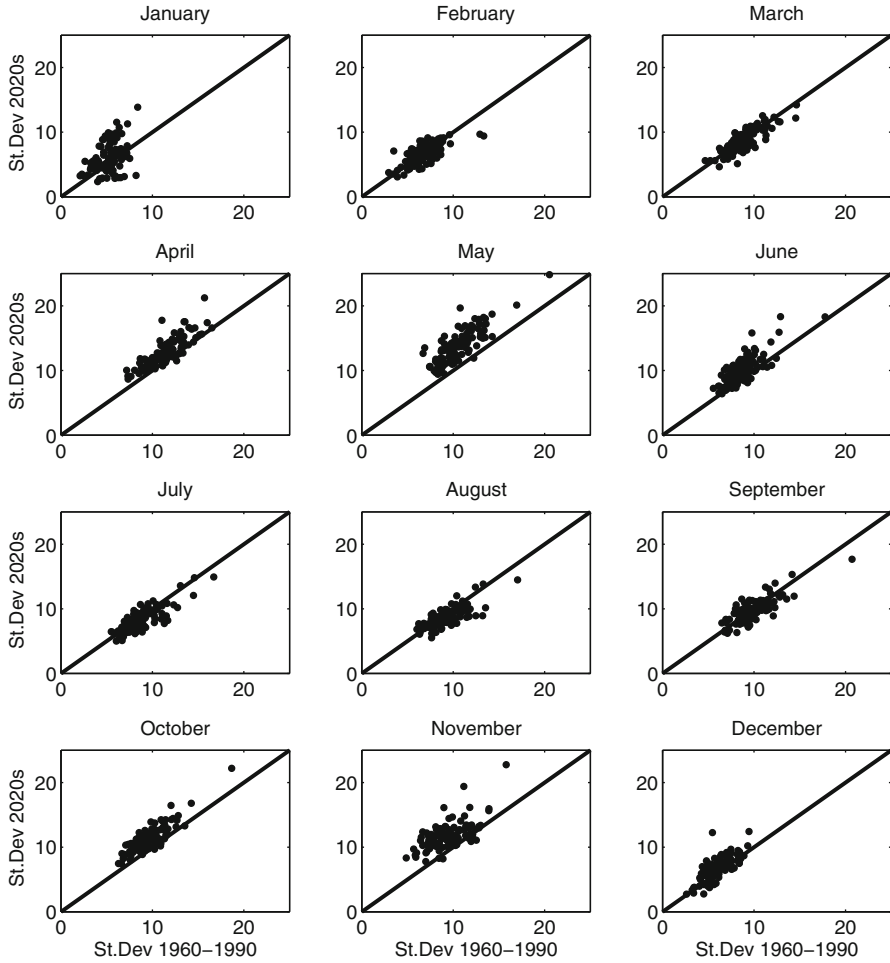 January February March
St.Dev 2020s
20
10
0
0 10 20
20
10
0
0 10 20
20
10
0
0 10 20
April May June
St.Dev 2020s
20
10
0
0 10 20
20
10
0
0 10 20
20
10
0
0 10 20
July August September
St.Dev 2020s
20
10
0
0 10 20
20
10
0
0 10 20
20
10
0
0 10 20
October November December
St.Dev 2020s
20
10
0
0 10 20
St.Dev 1960−1990
20
10
0
0 10 20
St.Dev 1960−1990
20
10
0
0 10 20
St.Dev 1960−1990